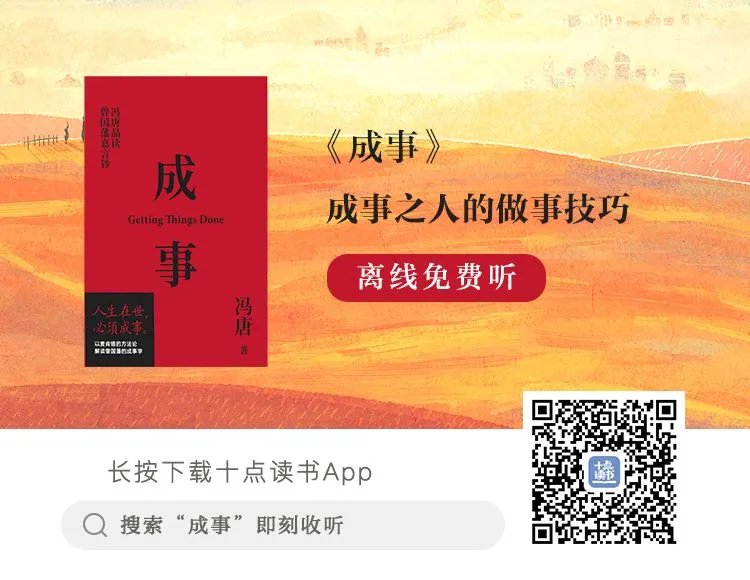 冯唐品读
曾国藩嘉言钞
成
Getting Things Done
事
人生在世，
必须成事。
以麦肯锡的方法论
解读曾国藩的成事学
冯唐
著
《成事》
成事之人的做事技巧
离线免费听
长按下载十点读书App
搜索“成事”即刻收听
十点
读书